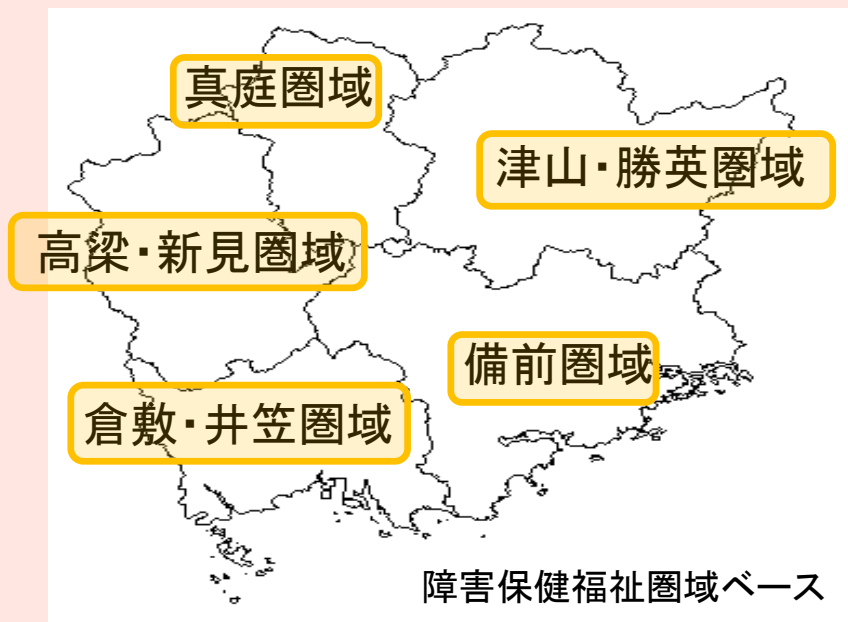 真庭圏域
津山・勝英圏域
高梁・新見圏域
備前圏域
倉敷・井笠圏域
障害保健福祉圏域ベース